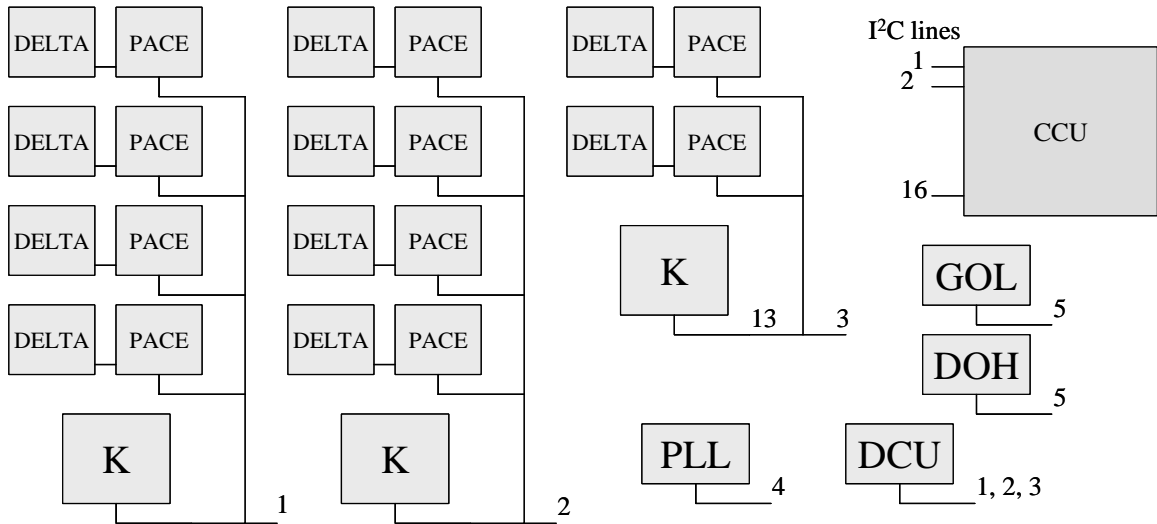 DELTA PACE DELTA PACE DELTA PACE I²C lines
1
2
CCU
DELTA PACE DELTA PACE DELTA PACE
16
DELTA PACE DELTA PACE
K
GOL
13 3 5
DELTA PACE DELTA PACE
DOH
5
K K PLL DCU
1 2 4 1, 2, 3